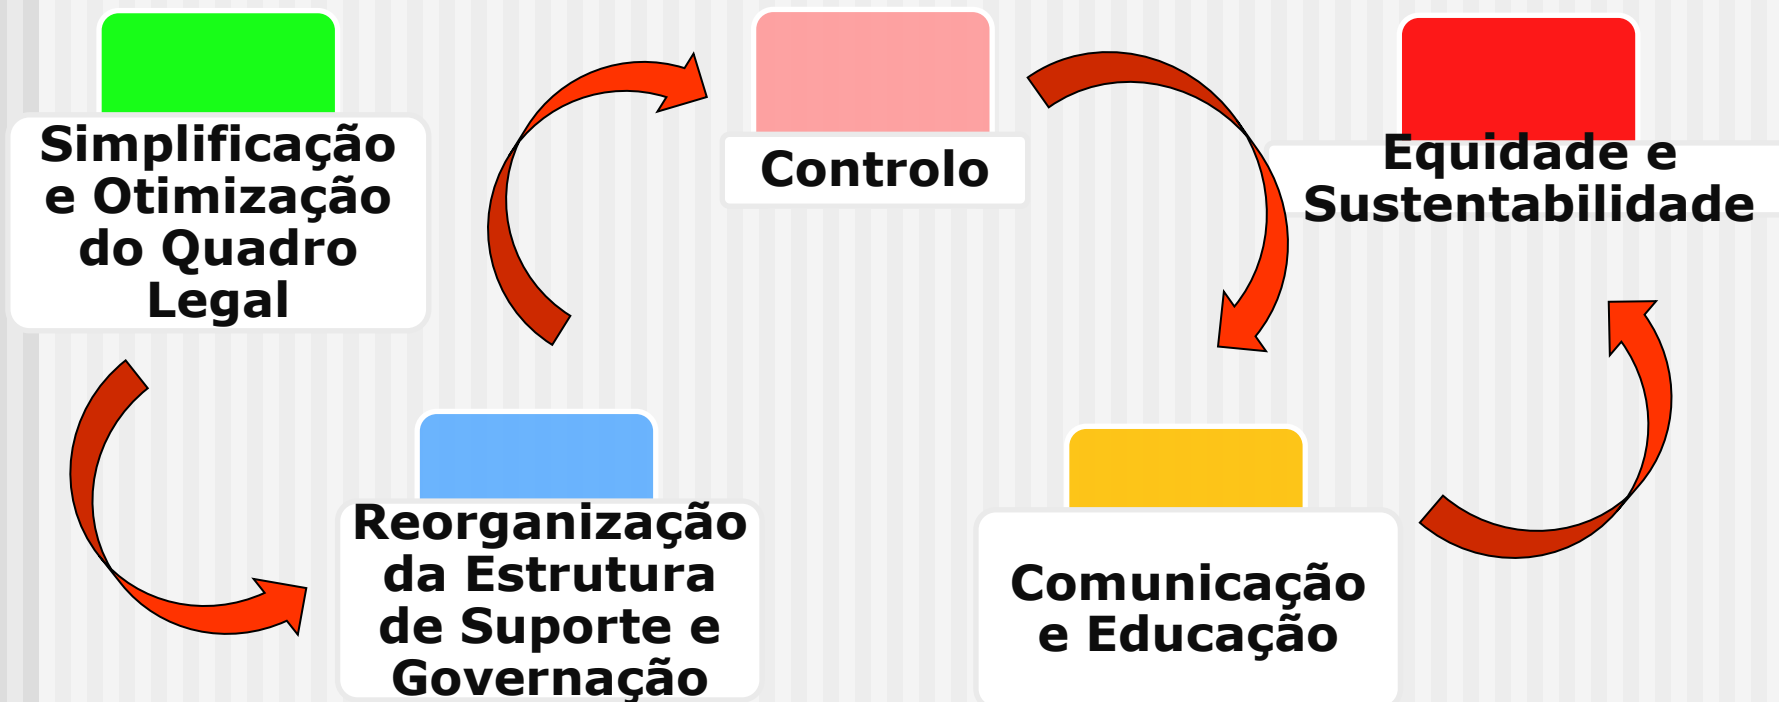 Simplificação
e Otimização
do Quadro
Legal
Reorganização
da Estrutura
de Suporte e
Governação
Controlo
Comunicação
e Educação
Equidade e
Sustentabilidade